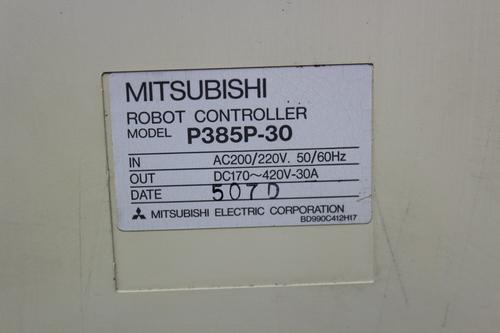 MITSUBISHI
ROBOT CONTROLLER
MODEL P385P-30
IN AC200/220V. 50/60Hz
OUT DC170~420V-30A
DATE 507D
MITSUBISHI ELECTRIC CORPORATION
BD990C412H17